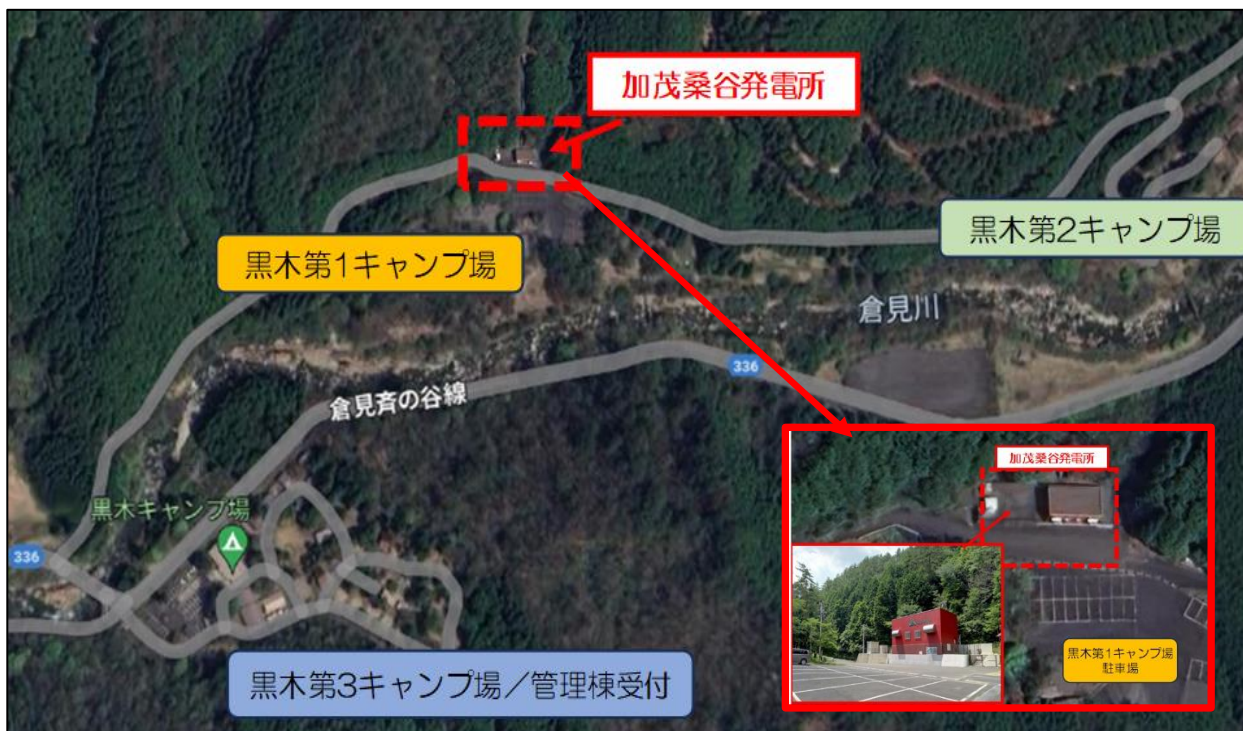 加茂桑谷発電所
黒木第1キャンプ場
黒木第2キャンプ場
倉見川
336
倉見斉の谷線
黒木キャンプ場
336
黒木第3キャンプ場／管理棟受付
加茂桑谷発電所
黒木第1キャンプ場
駐車場